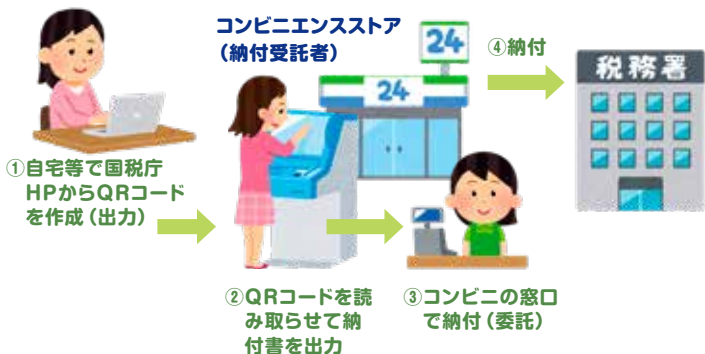 コンビニエンスストア
（納付受託者）
24
24
④納付
税務署
①自宅等で国税庁
HPからQRコード
を作成（出力）
②QRコードを読
み取らせて納
付書を出力
③コンビニの窓口
で納付（委託）